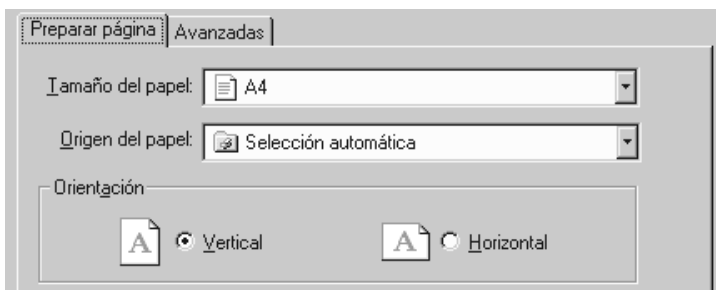 Preparar página Avanzadas
Tamaño del papel: A4
Origen del papel: Selección automática
Orientación
A Vertical A Horizontal